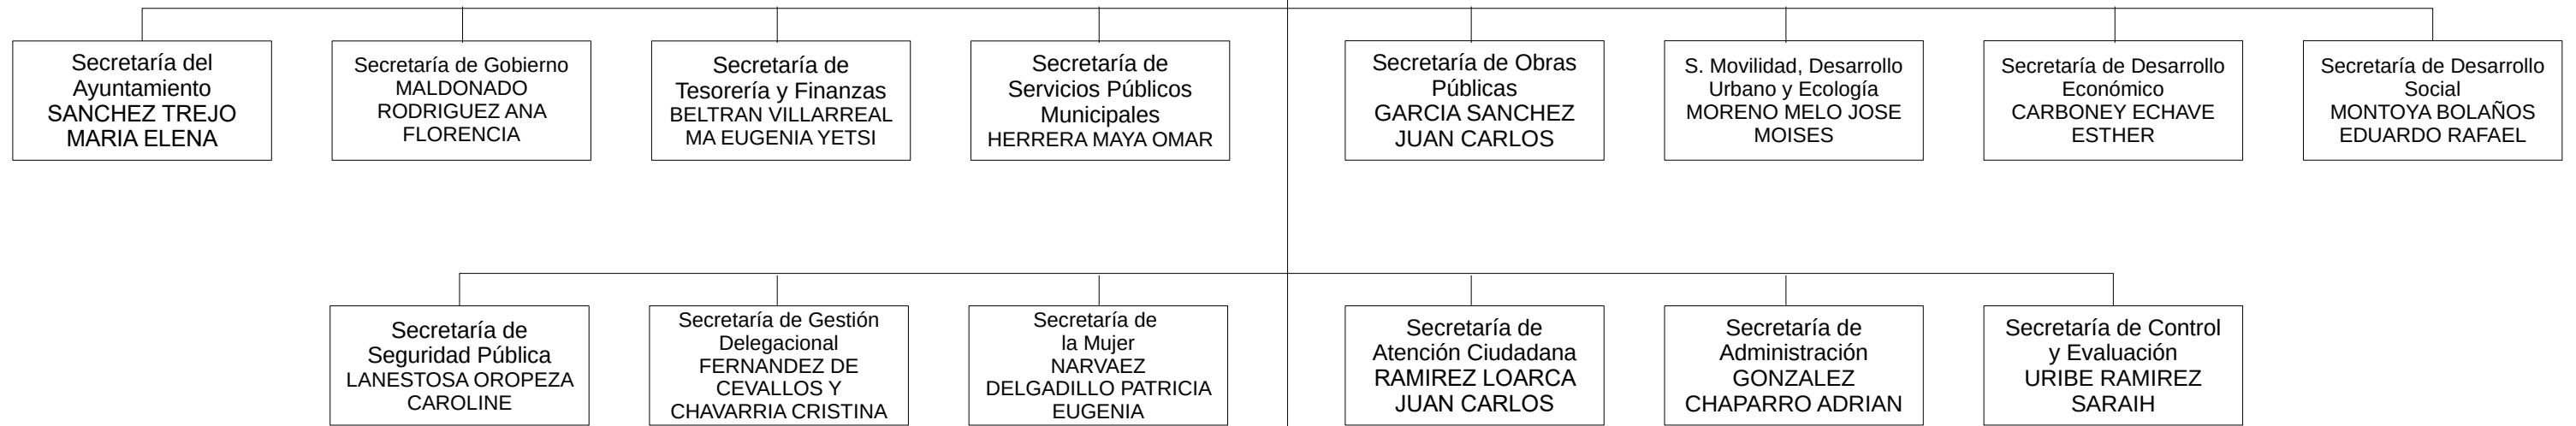 Secretaría del
Ayuntamiento
SANCHEZ TREJO
MARIA ELENA
Secretaría de Gobierno
MALDONADO
RODRIGUEZ ANA
FLORENCIA
Secretaría de
Tesorería y Finanzas
BELTRAN VILLARREAL
MA EUGENIA YETSI
Secretaría de
Servicios Públicos
Municipales
HERRERA MAYA OMAR
Secretaría de Obras
Públicas
GARCIA SANCHEZ
JUAN CARLOS
S. Movilidad, Desarrollo
Urbano y Ecología
MORENO MELO JOSE
MOISES
Secretaría de Desarrollo
Económico
CARBONEY ECHAVE
ESTHER
Secretaría de Desarrollo
Social
MONTOYA BOLAÑOS
EDUARDO RAFAEL
Secretaría de
Seguridad Pública
LANESTOSA OROPEZA
CAROLINE
Secretaría de Gestión
Delegacional
FERNANDEZ DE
CEVALLOS Y
CHAVARRIA CRISTINA
Secretaría de
la Mujer
NARVAEZ
DELGADILLO PATRICIA
EUGENIA
Secretaría de
Atención Ciudadana
RAMIREZ LOARCA
JUAN CARLOS
Secretaría de
Administración
GONZALEZ
CHAPARRO ADRIAN
Secretaría de Control
y Evaluación
URIBE RAMIREZ
SARAIH